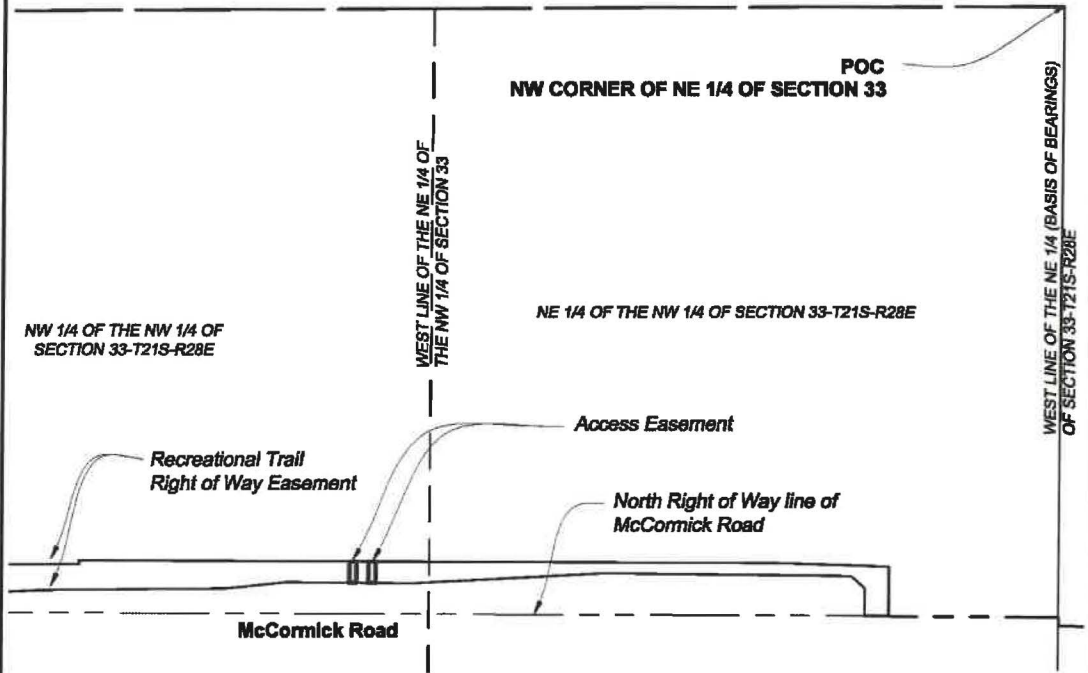 POC
NW CORNER OF NE 1/4 OF SECTION 33
WEST LINE OF THE NE 1/4 OF
THE NW 1/4 OF SECTION 33
WEST LINE OF THE NE 1/4 (BASIS OF BEARINGS)
OF SECTION 33-T21S-R28E
NW 1/4 OF THE NW 1/4 OF
SECTION 33-T21S-R28E
NE 1/4 OF THE NW 1/4 OF SECTION 33-T21S-R28E
Access Easement
Recreational Trail
Right of Way Easement
North Right of Way line of
McCormick Road
McCormick Road